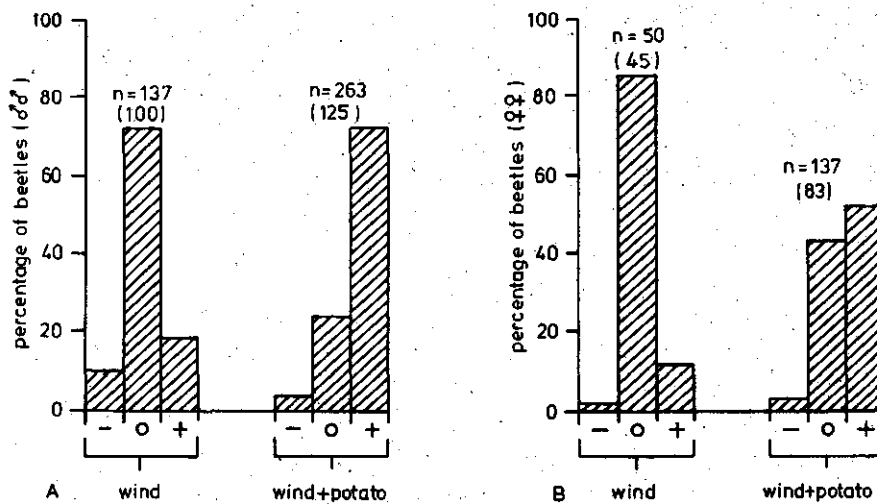 percentage of beetles (♂♂)
100
80
60
40
20
0
n=137
(100)
n=263
(125)
- o +
- o +
A
wind
wind+potato
percentage of beetles (♀♀)
100
80
60
40
20
0
n=50
(45)
n=137
(83)
- o +
- o +
B
wind
wind+potato